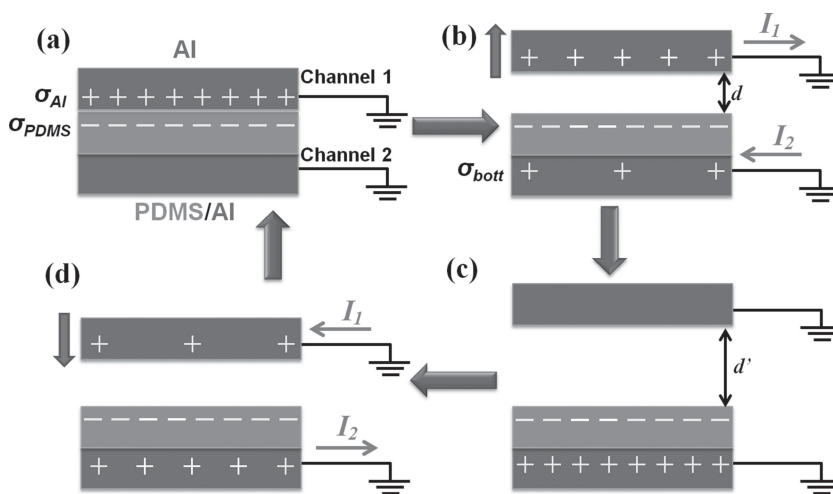 (a)
Al
Channel 1
σAl
+ + + + + + + +
σPDMS
− − − − − − − −
Channel 2
PDMS/Al
(b)
I1
+ + + + +
d
− − − − − − − −
I2
σbott
+ + +
(d)
I1
+ + +
− − − − − − − −
I2
+ + + + +
(c)
d'
− − − − − − − −
+ + + + + + + +